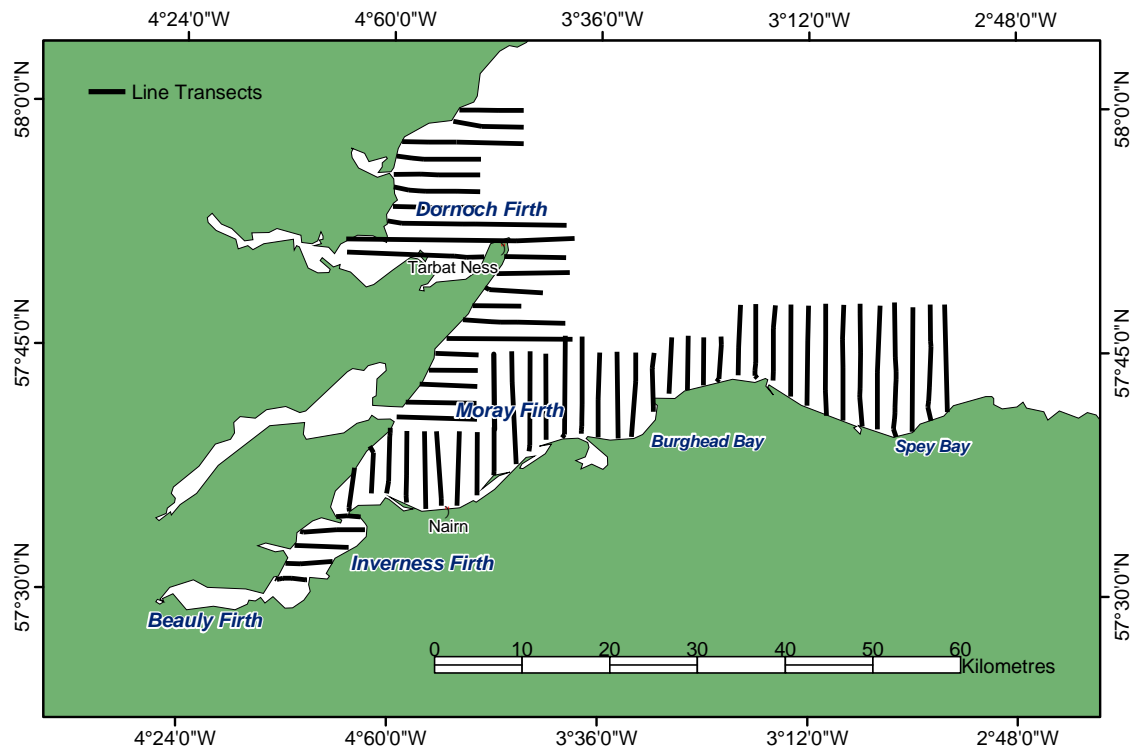 4°24'0"W 4°60'0"W 3°36'0"W 3°12'0"W 2°48'0"W
58°0'0"N
58°0'0"N
Line Transects
Dornoch Firth
Tarbat Ness
57°45'0"N
57°45'0"N
Moray Firth
Burghead Bay
Spey Bay
Nairn
Inverness Firth
57°30'0"N
57°30'0"N
Beauly Firth
0 10 20 30 40 50 60
Kilometres
4°24'0"W 4°60'0"W 3°36'0"W 3°12'0"W 2°48'0"W